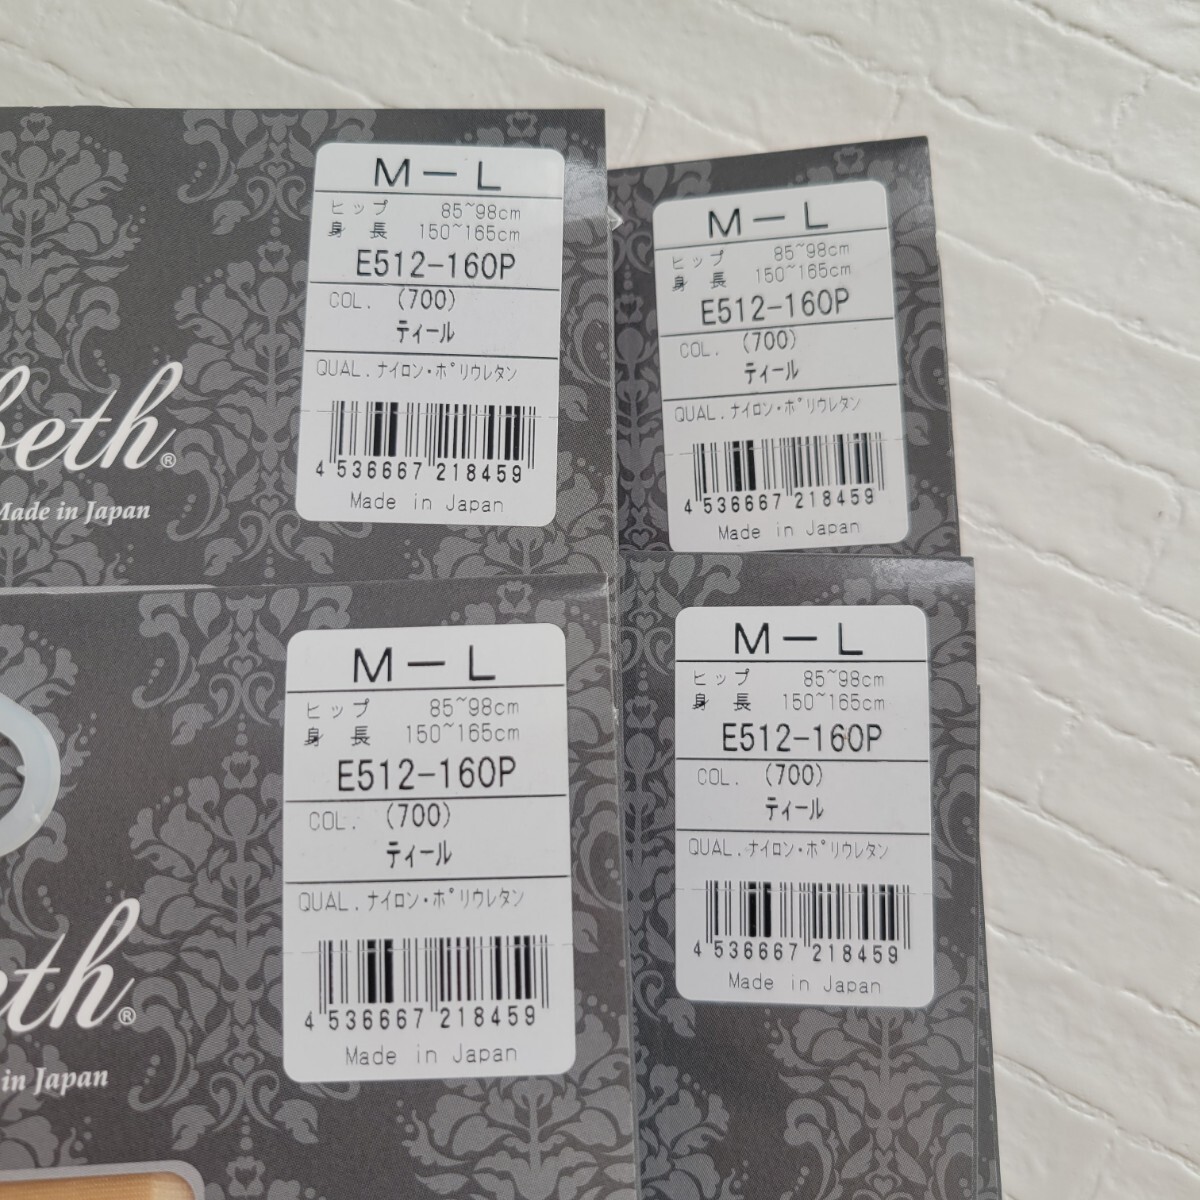 M－L
ヒップ 85~98cm
身長 150~165cm
E512-160P
COL. (700)
ティール
QUAL.ナイロン・ポリウレタン
4 536667 218459
Made in Japan
beth®
Made in Japan
M－L
ヒップ 85~98cm
身長 150~165cm
E512-160P
COL. (700)
ティール
QUAL.ナイロン・ポリウレタン
4 536667 218459
Made in Japan
M－L
ヒップ 85~98cm
身長 150~165cm
E512-160P
COL. (700)
ティール
QUAL.ナイロン・ポリウレタン
4 536667 218459
Made in Japan
eth®
in Japan
M－L
ヒップ 85~98cm
身長 150~165cm
E512-160P
COL. (700)
ティール
QUAL.ナイロン・ポリウレタン
4 536667 218459
Made in Japan